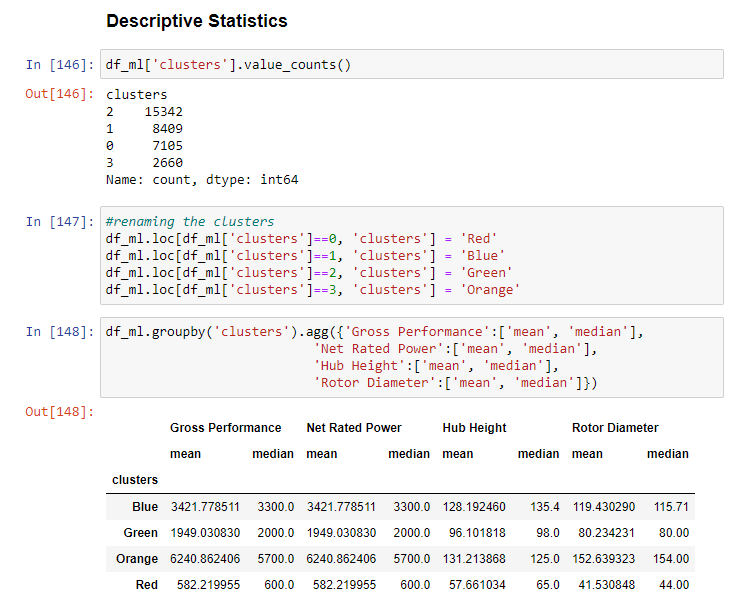 Descriptive Statistics
In [146]: df_ml['clusters'].value_counts()
Out[146]: clusters
2    15342
1     8409
0     7105
3     2660
Name: count, dtype: int64
In [147]: #renaming the clusters
df_ml.loc[df_ml['clusters']==0, 'clusters'] = 'Red'
df_ml.loc[df_ml['clusters']==1, 'clusters'] = 'Blue'
df_ml.loc[df_ml['clusters']==2, 'clusters'] = 'Green'
df_ml.loc[df_ml['clusters']==3, 'clusters'] = 'Orange'
In [148]: df_ml.groupby('clusters').agg({'Gross Performance':['mean', 'median'],
'Net Rated Power':['mean', 'median'],
'Hub Height':['mean', 'median'],
'Rotor Diameter':['mean', 'median']})
Out[148]:
Gross Performance Net Rated Power Hub Height Rotor Diameter
mean median mean median mean median mean median
clusters
Blue 3421.778511 3300.0 3421.778511 3300.0 128.192460 135.4 119.430290 115.71
Green 1949.030830 2000.0 1949.030830 2000.0 96.101818 98.0 80.234231 80.00
Orange 6240.862406 5700.0 6240.862406 5700.0 131.213868 125.0 152.639323 154.00
Red 582.219955 600.0 582.219955 600.0 57.661034 65.0 41.530848 44.00